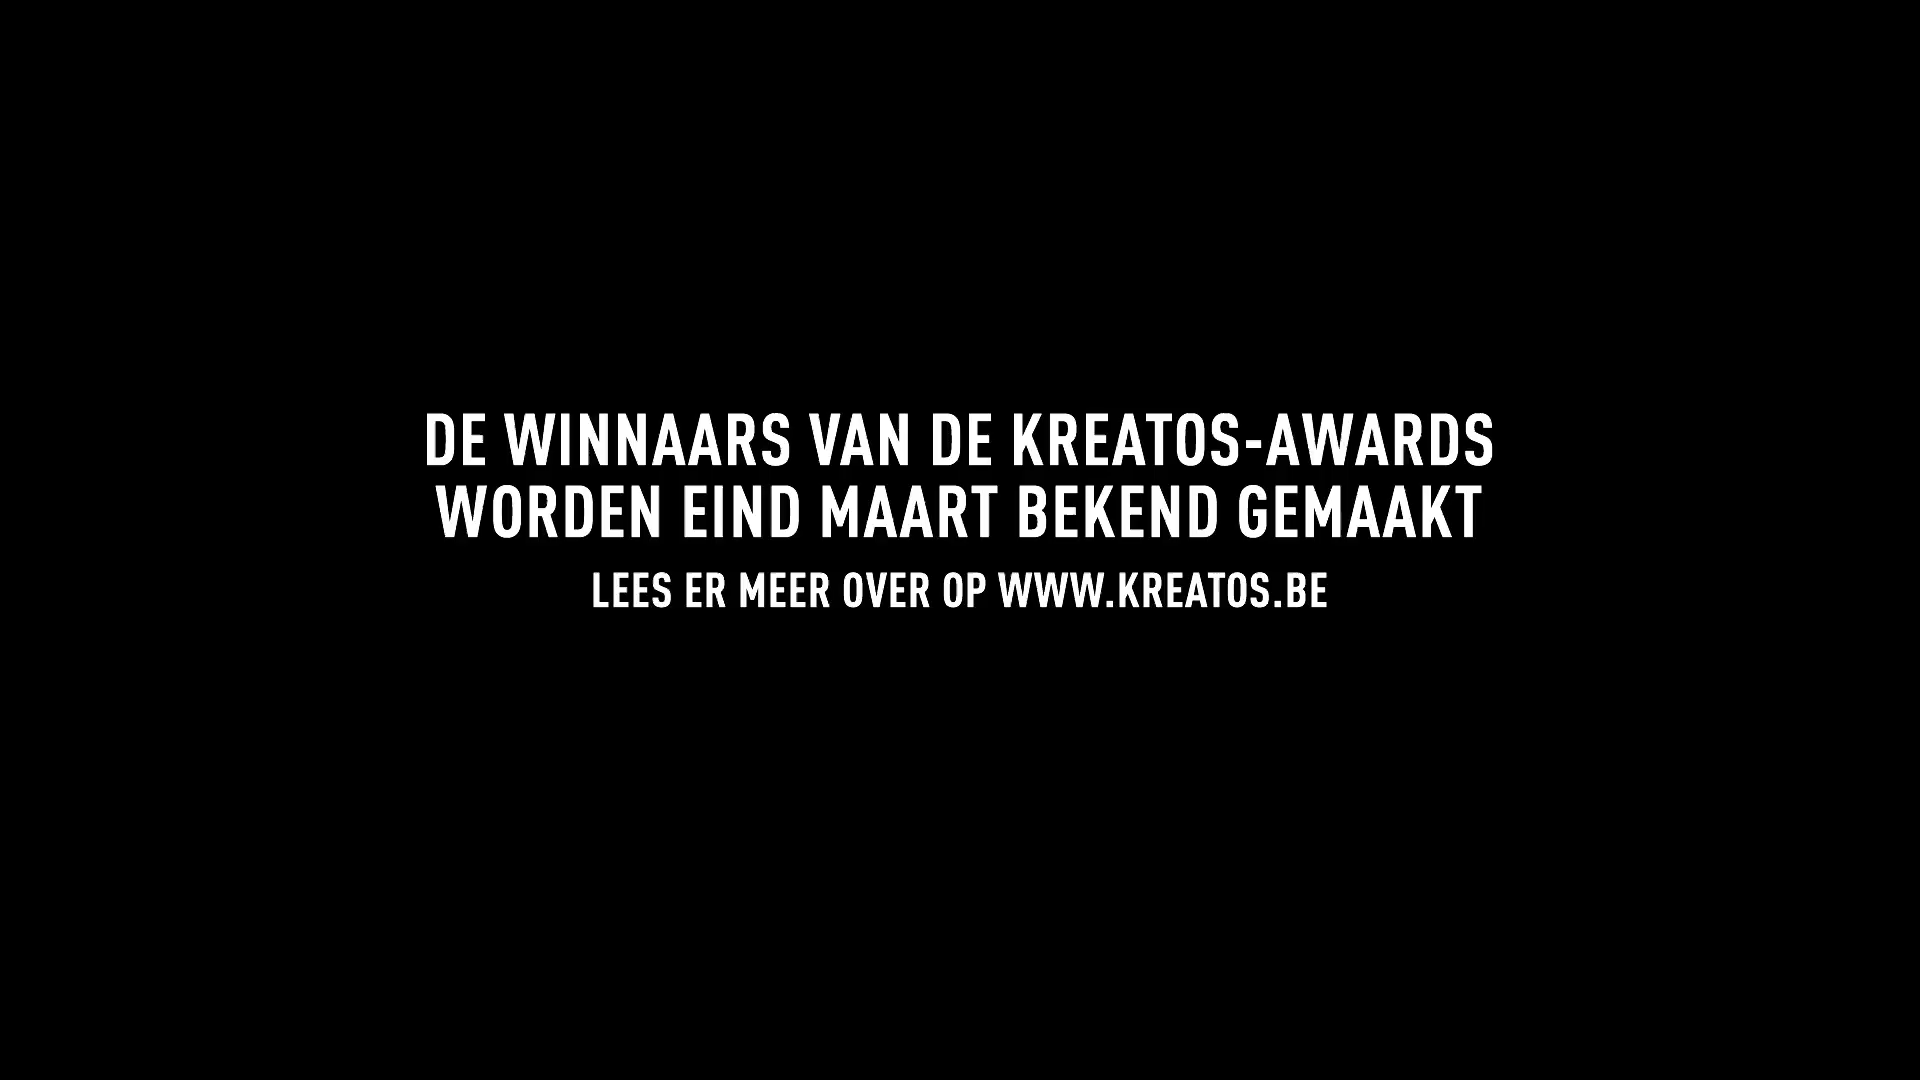 DE WINNAARS VAN DE KREATOS-AWARDS
WORDEN EIND MAART BEKEND GEMAAKT
LEES ER MEER OVER OP WWW.KREATOS.BE